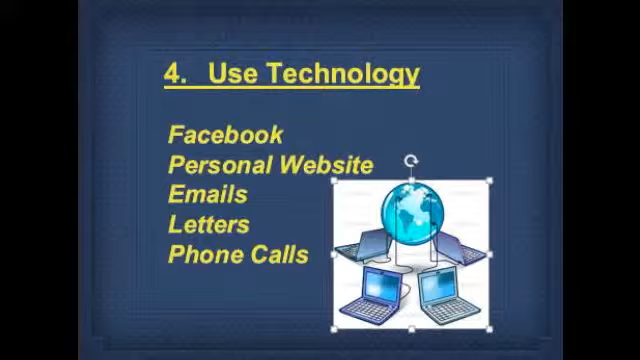 4. Use Technology
Facebook
Personal Website
Emails
Letters
Phone Calls